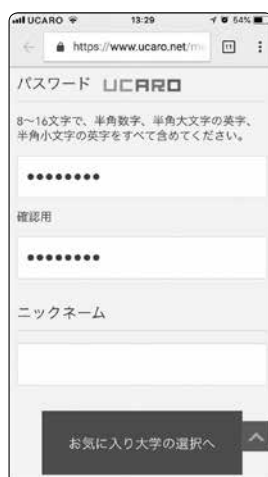 UCARO 13:29 54%
https://www.ucaro.net/m
パスワード UCARO
8〜16文字で、半角数字、半角大文字の英字、
半角小文字の英字をすべて含めてください。
●●●●●●●●
確認用
●●●●●●●●
ニックネーム
お気に入り大学の選択へ